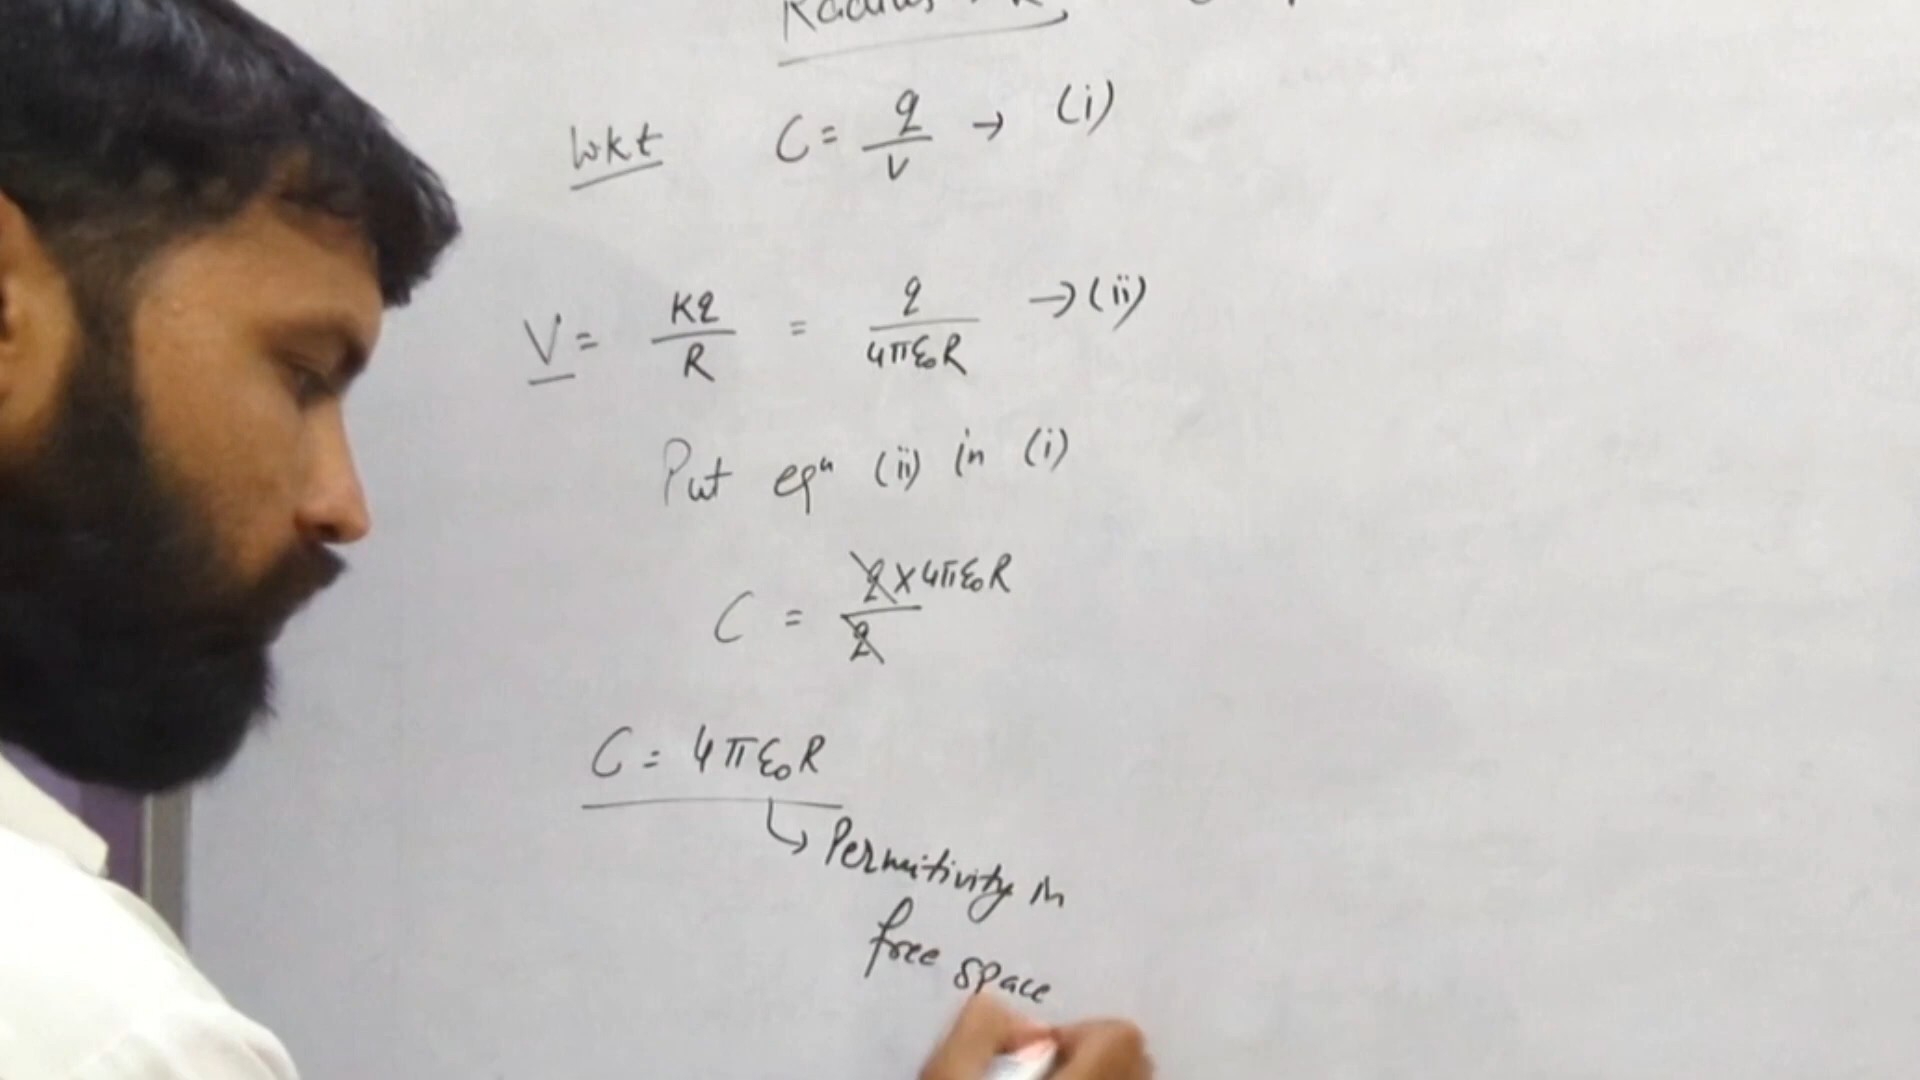 Radius
wkt C = q/v → (i)
V = Kq/R = q/4πε₀R → (ii)
Put eqⁿ (ii) in (i)
C = q×4πε₀R/q
C = 4πε₀R
↳ Permitivity in
free space